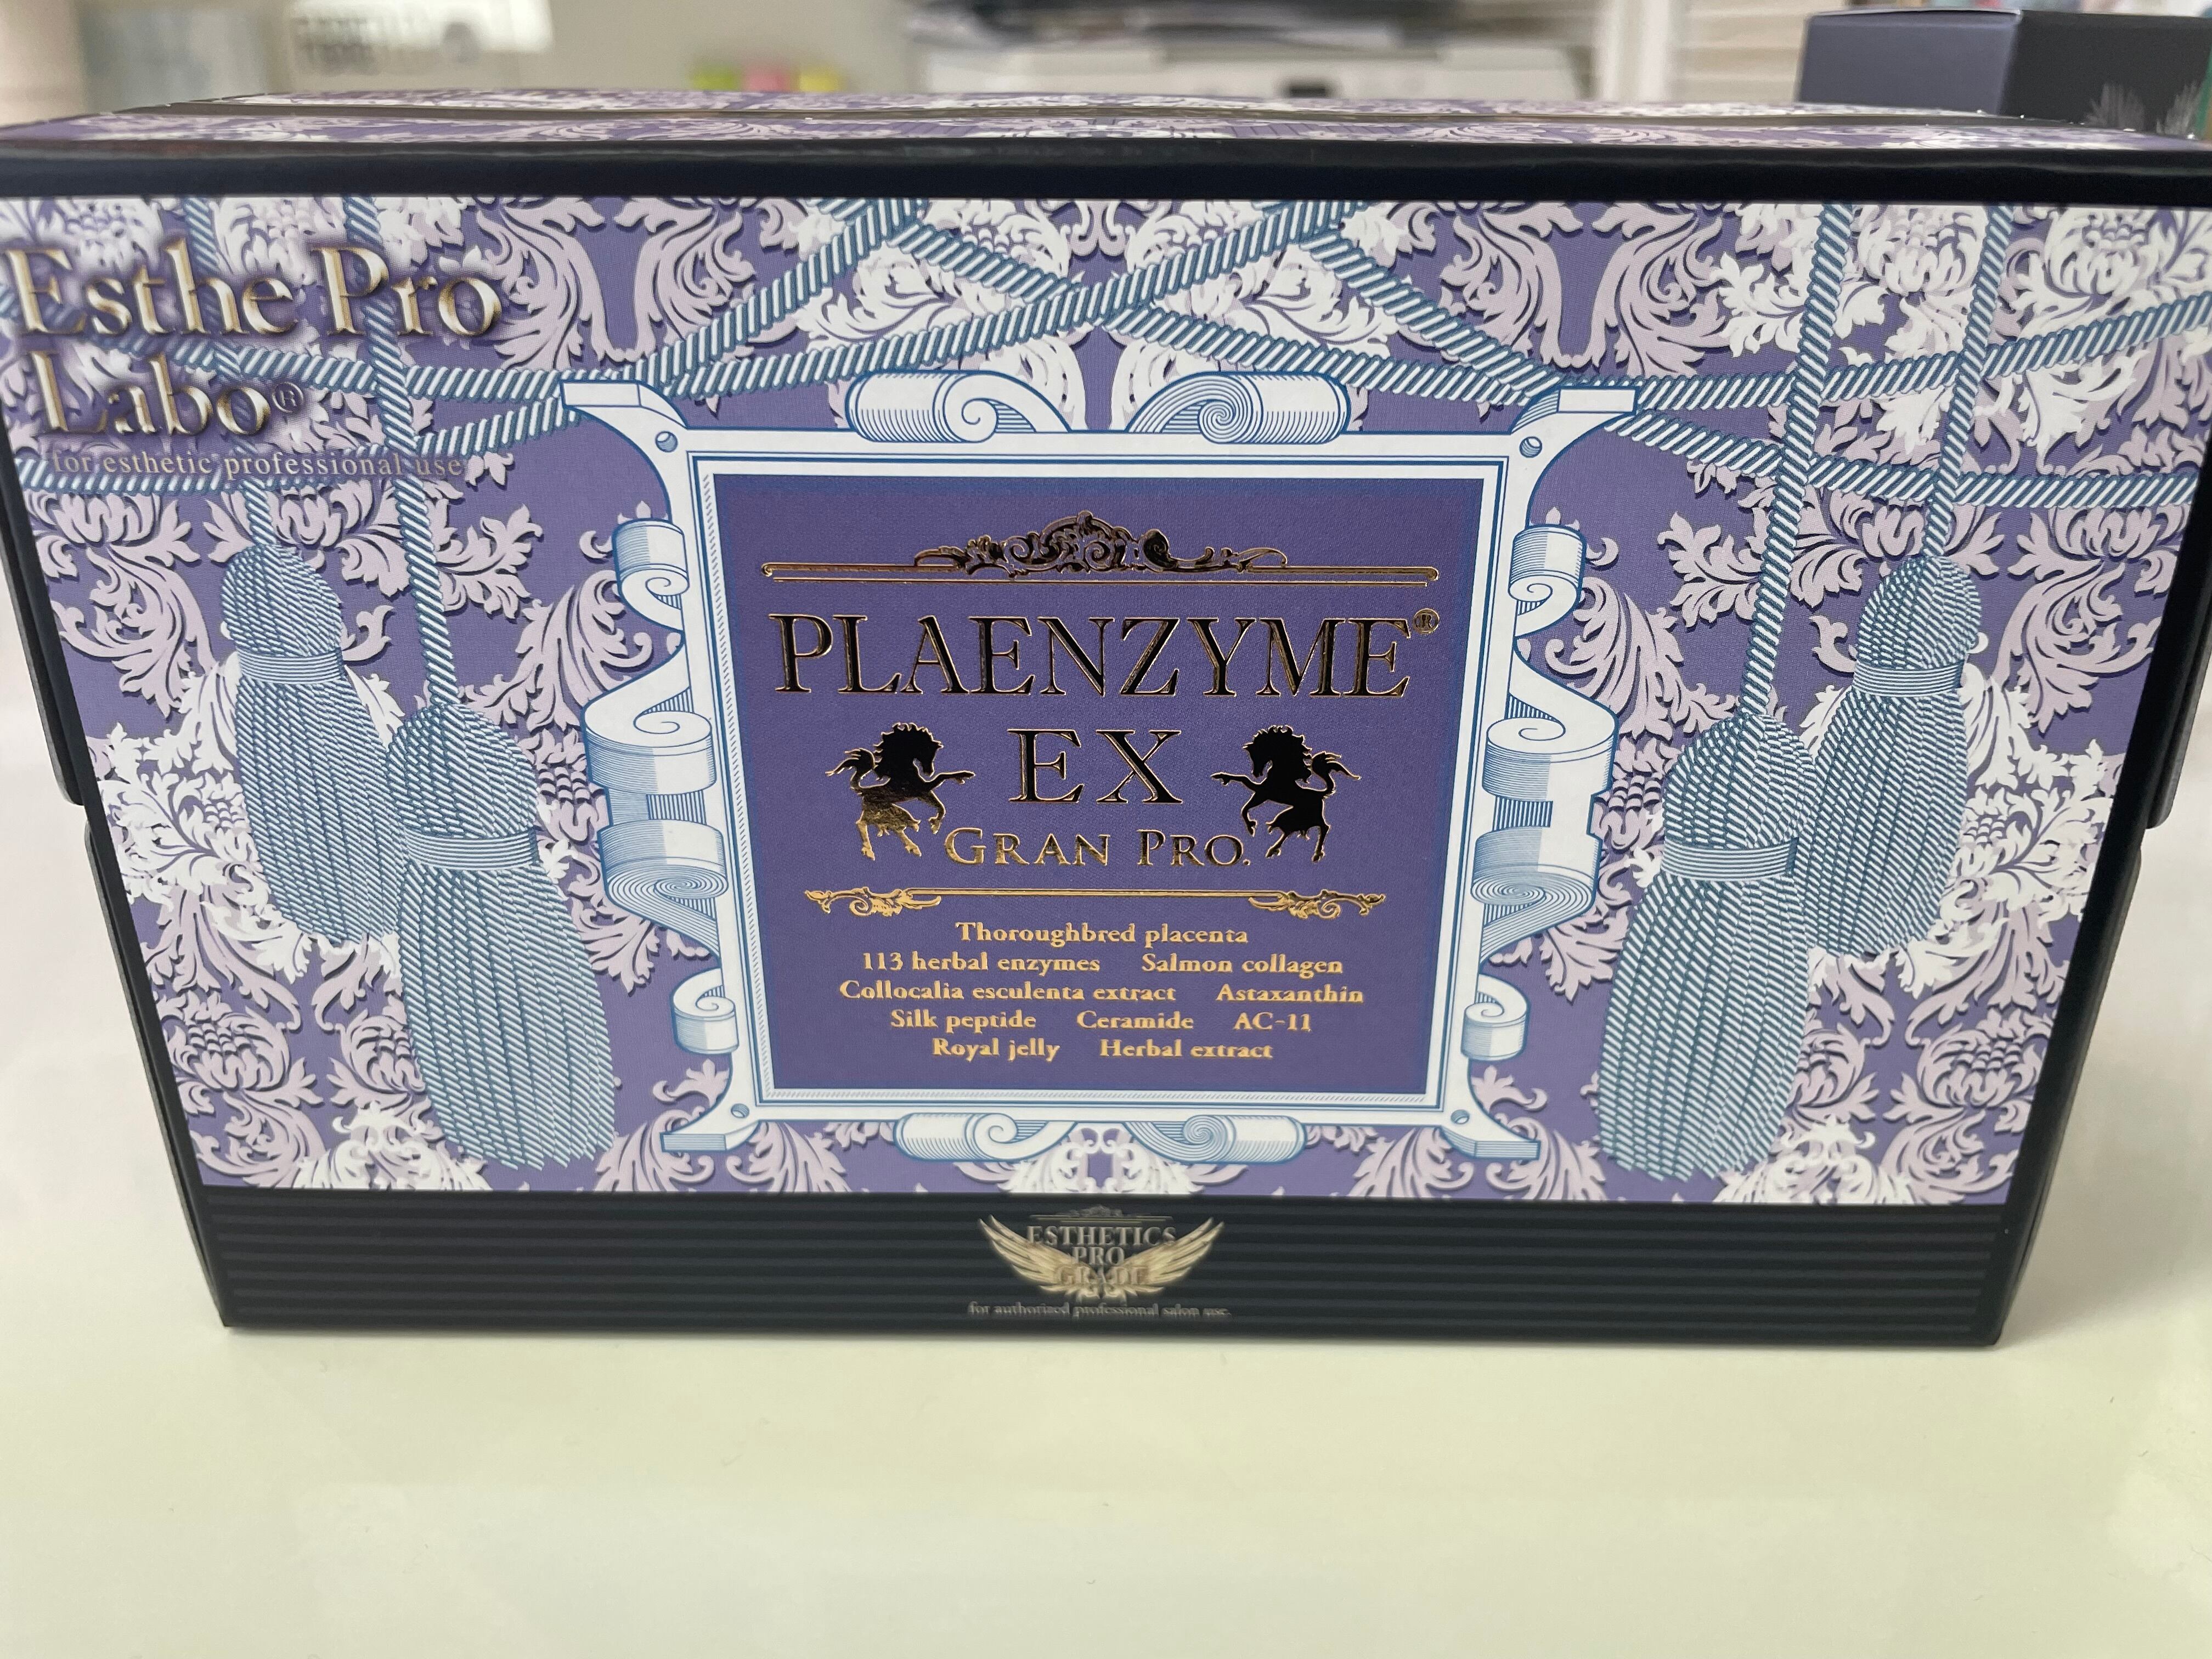 Esthe Pro
Labo®
for esthetic professional use
PLAENZYME®
EX
GRAN PRO.
Thoroughbred placenta
113 herbal enzymes Salmon collagen
Collocalia esculenta extract Astaxanthin
Silk peptide Ceramide AC-11
Royal jelly Herbal extract
ESTHETICS
PRO
GRADE
for authorized professional salon use.